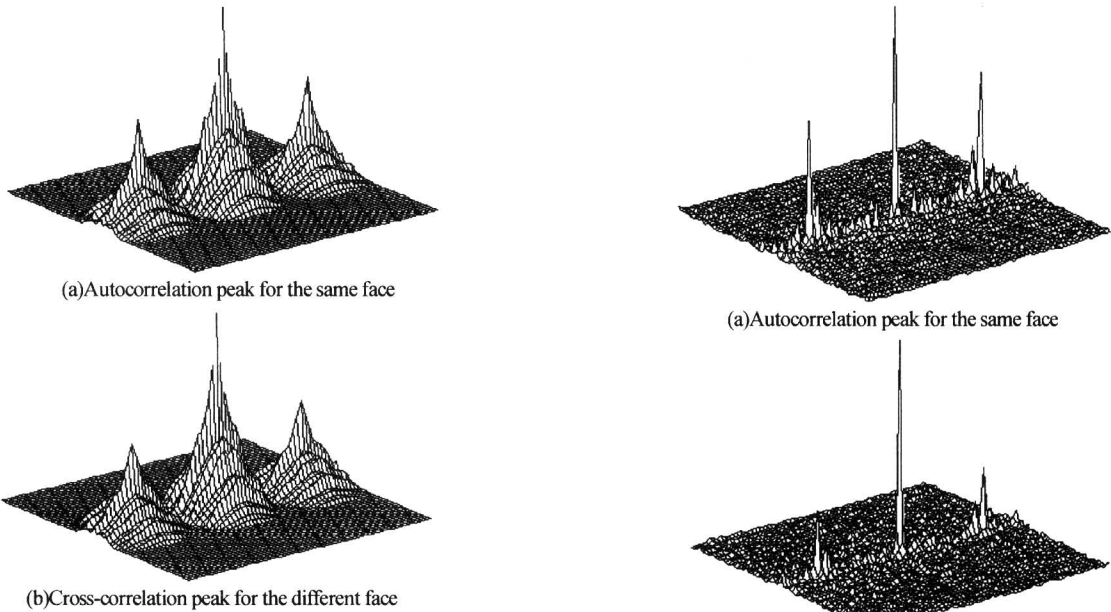 (a)Autocorrelation peak for the same face
(b)Cross-correlation peak for the different face
(a)Autocorrelation peak for the same face